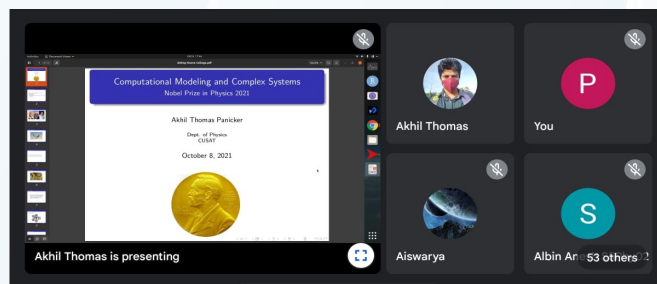 Computational Modeling and Complex Systems
Nobel Prize in Physics 2021
Akhil Thomas Panicker
Dept. of Physics
CUSAT
October 8, 2021
Akhil Thomas is presenting
Akhil Thomas
P
You
Aiswarya
S
Albin
53 others